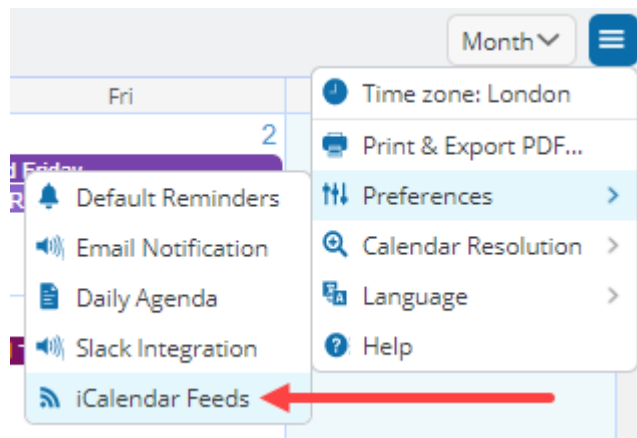 Month
Fri
2
Friday
Time zone: London
Print & Export PDF...
Preferences
Calendar Resolution
Language
Help
Default Reminders
Email Notification
Daily Agenda
Slack Integration
iCalendar Feeds